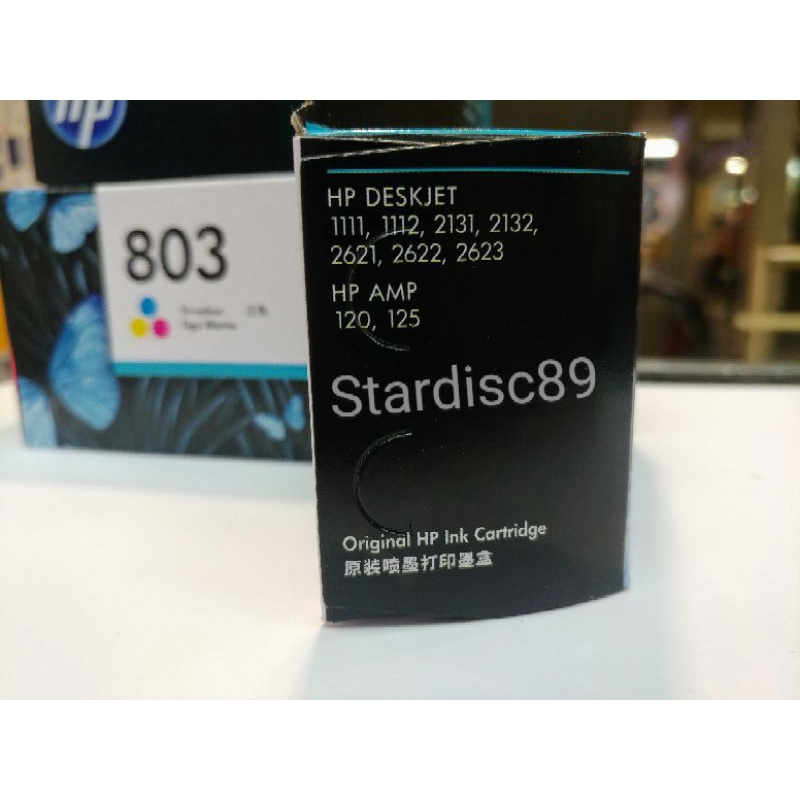 hp
803
HP DESKJET
1111, 1112, 2131, 2132,
2621, 2622, 2623
HP AMP
120, 125
Stardisc89
Original HP Ink Cartridge
原装喷墨打印墨盒